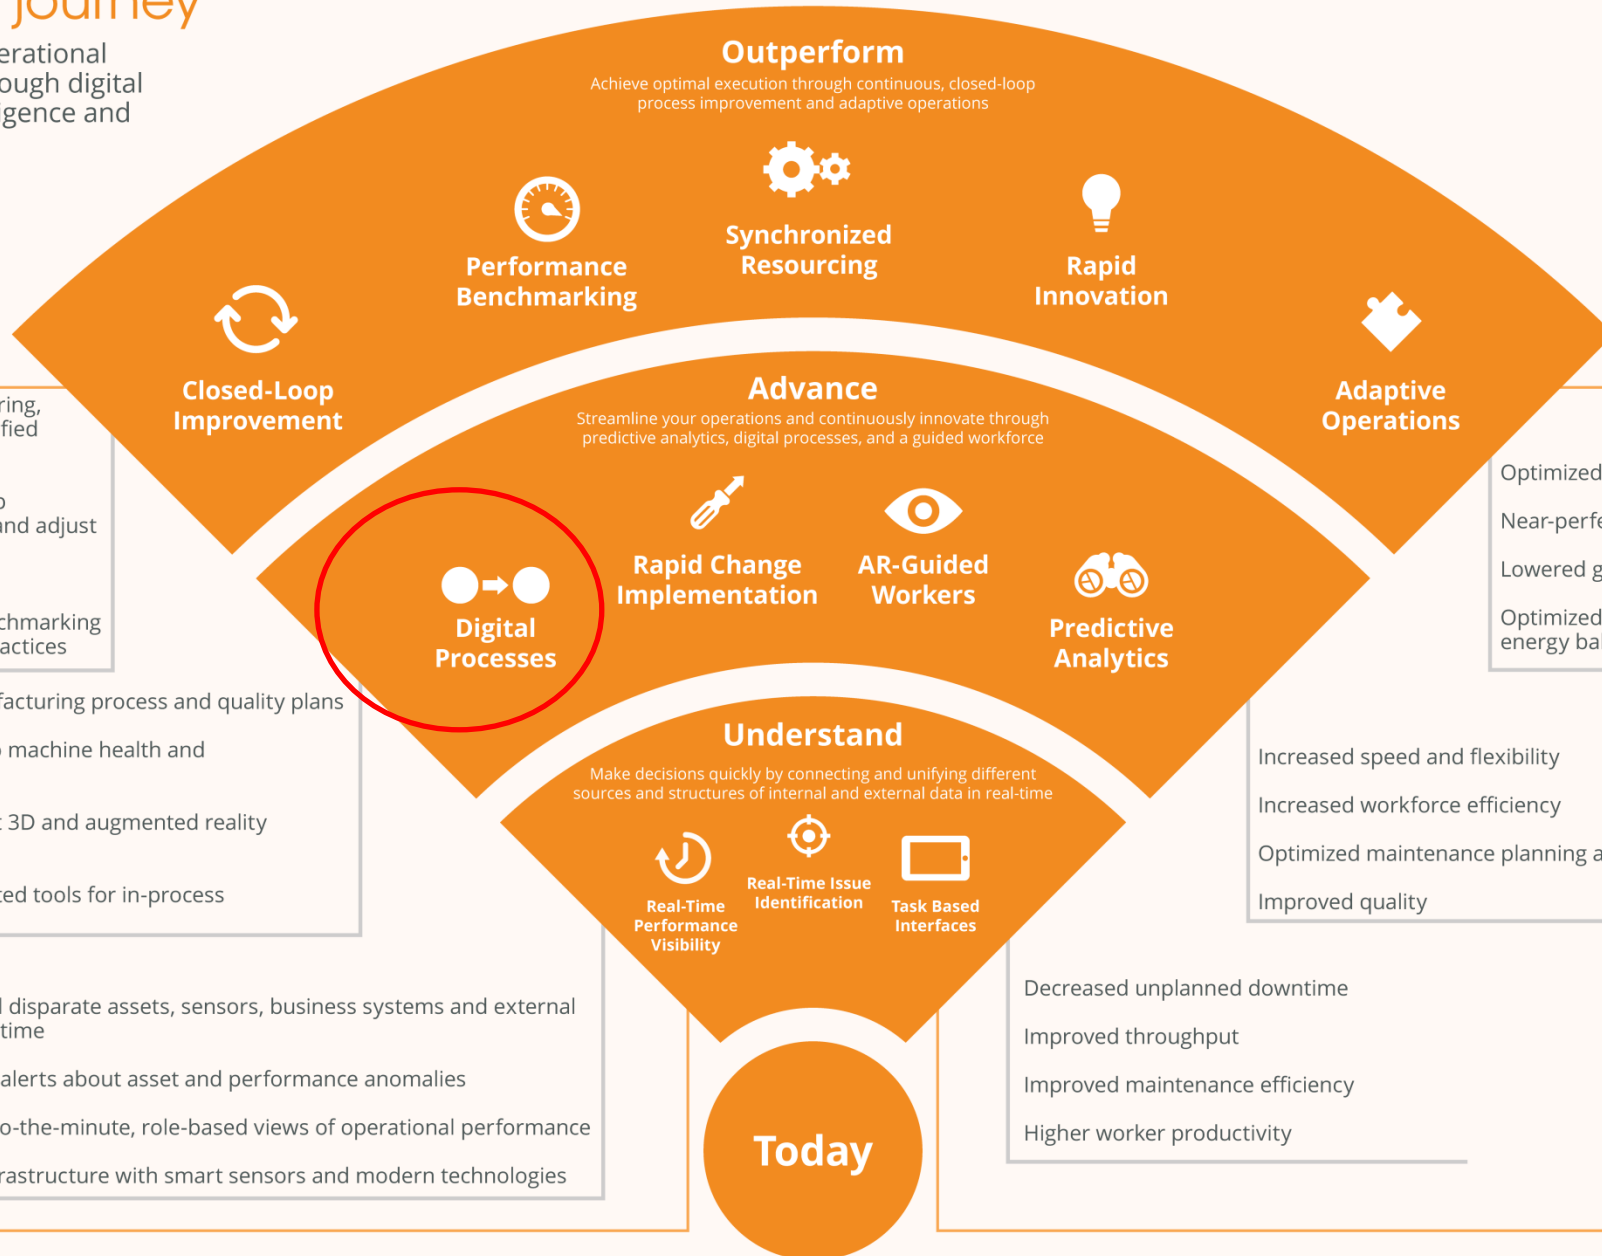 journey
erational
ough digital
igence and
Outperform
Achieve optimal execution through continuous, closed-loop
process improvement and adaptive operations
Synchronized
Resourcing
Performance
Benchmarking
Rapid
Innovation
Closed-Loop
Improvement
Adaptive
Operations
Advance
Streamline your operations and continuously innovate through
predictive analytics, digital processes, and a guided workforce
Rapid Change
Implementation
AR-Guided
Workers
Digital
Processes
Predictive
Analytics
Understand
Make decisions quickly by connecting and unifying different
sources and structures of internal and external data in real-time
Real-Time
Performance
Visibility
Real-Time Issue
Identification
Task Based
Interfaces
Today
ring,
fied
and adjust
chmarking
actices
facturing process and quality plans
machine health and
3D and augmented reality
ted tools for in-process
disparate assets, sensors, business systems and external
time
alerts about asset and performance anomalies
o-the-minute, role-based views of operational performance
rastructure with smart sensors and modern technologies
Optimized
Near-perfe
Lowered g
Optimized
energy bal
Increased speed and flexibility
Increased workforce efficiency
Optimized maintenance planning a
Improved quality
Decreased unplanned downtime
Improved throughput
Improved maintenance efficiency
Higher worker productivity